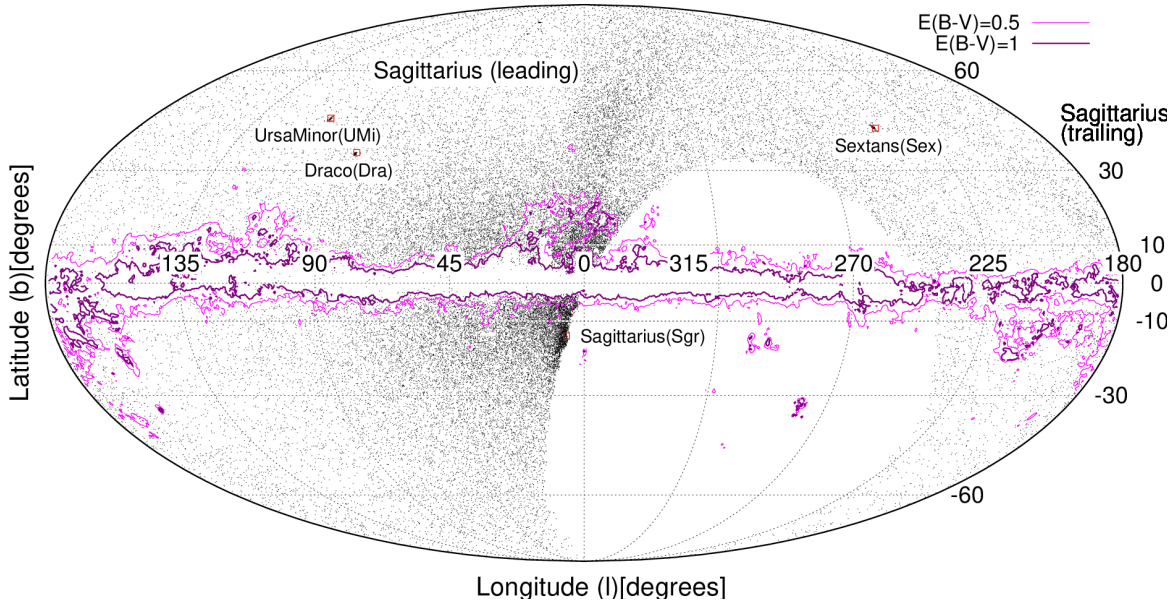 E(B-V)=0.5
E(B-V)=1
Sagittarius (leading)
60
UrsaMinor(UMi)
Sagittarius
(trailing)
Sextans(Sex)
Draco(Dra)
30
10
135 90 45 0 315 270 225 180
0
-10
Sagittarius(Sgr)
-30
-60
Latitude (b)[degrees]
Longitude (l)[degrees]